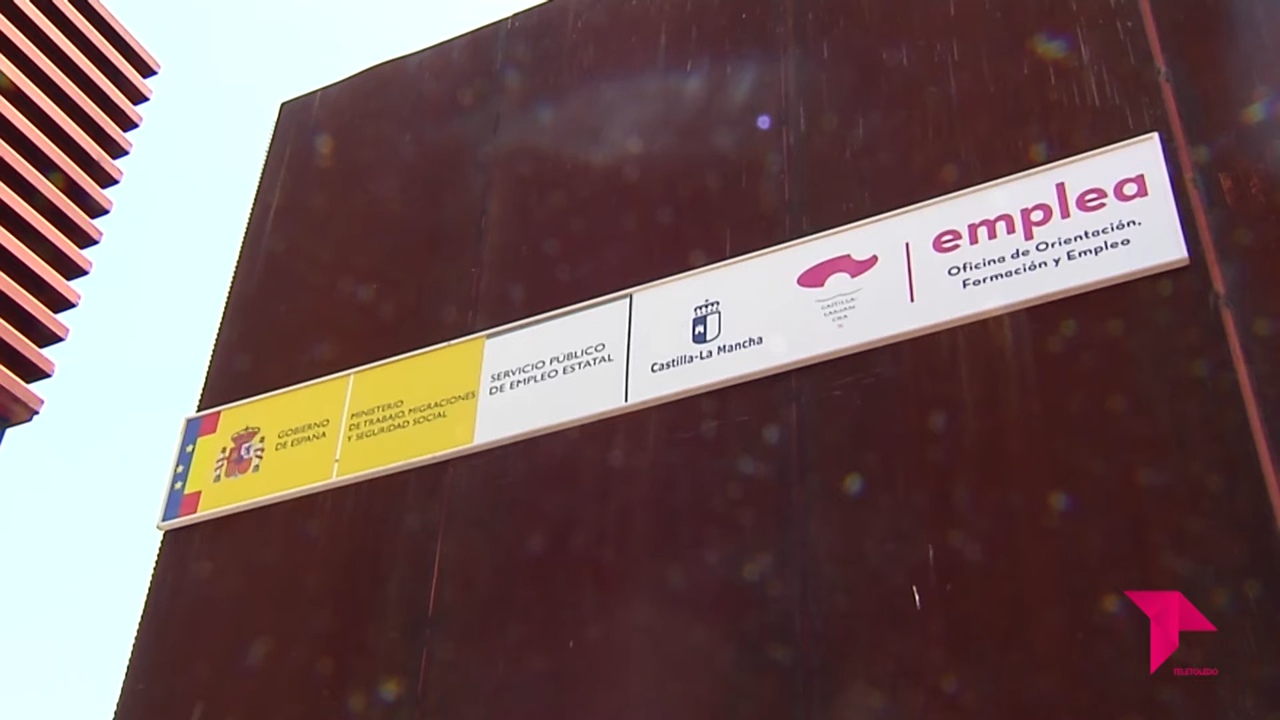 GOBIERNO
DE ESPAÑA
MINISTERIO
DE TRABAJO, MIGRACIONES
Y SEGURIDAD SOCIAL
SERVICIO PÚBLICO
DE EMPLEO ESTATAL
Castilla-La Mancha
emplea
Oficina de Orientación,
Formación y Empleo
TELETOLEDO